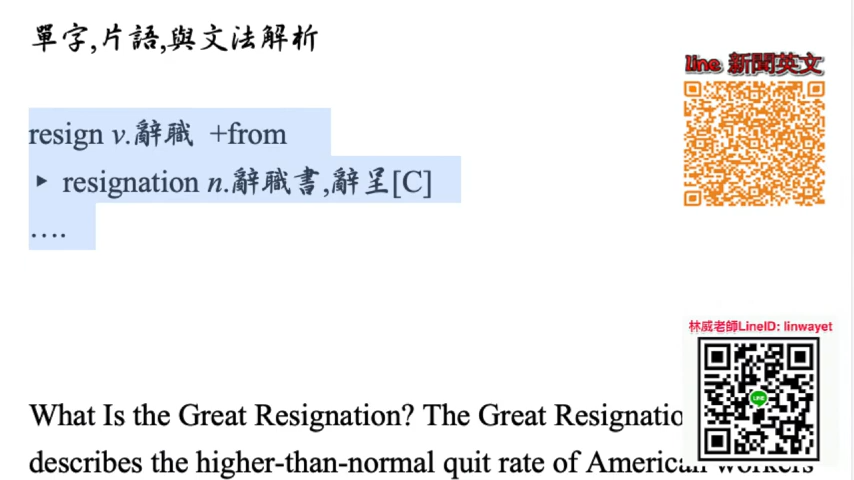 單字,片語,與文法解析
line 新聞英文
resign v.辭職 +from
▸ resignation n.辭職書,辭呈[C]
….
林威老師LineID: linwayet
LINE
What Is the Great Resignation? The Great Resignatio
describes the higher-than-normal quit rate of American workers